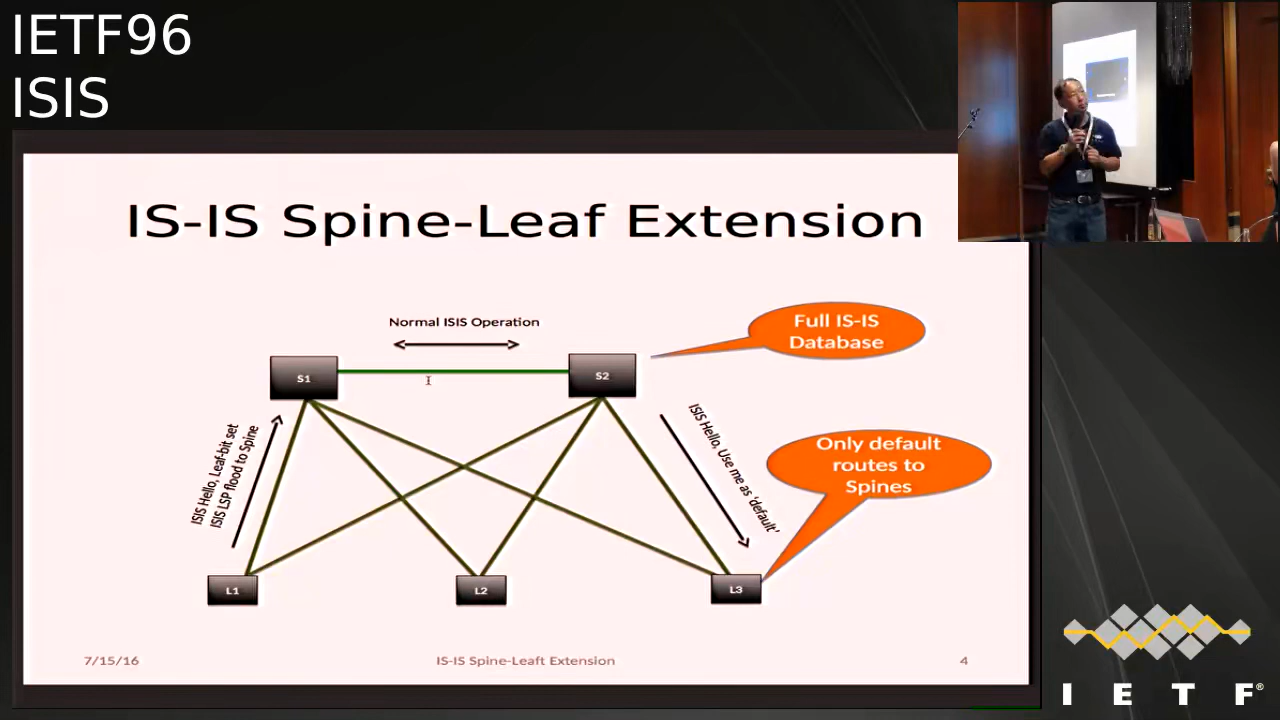 IETF96
ISIS
IS-IS Spine-Leaf Extension
Normal ISIS Operation
Full IS-IS
Database
S1
S2
ISIS Hello, Leaf-bit set
ISIS LSP flood to Spine
ISIS Hello, Use me as 'default'
Only default
routes to
Spines
L1
L2
L3
7/15/16
IS-IS Spine-Leaft Extension
4
I E T F®